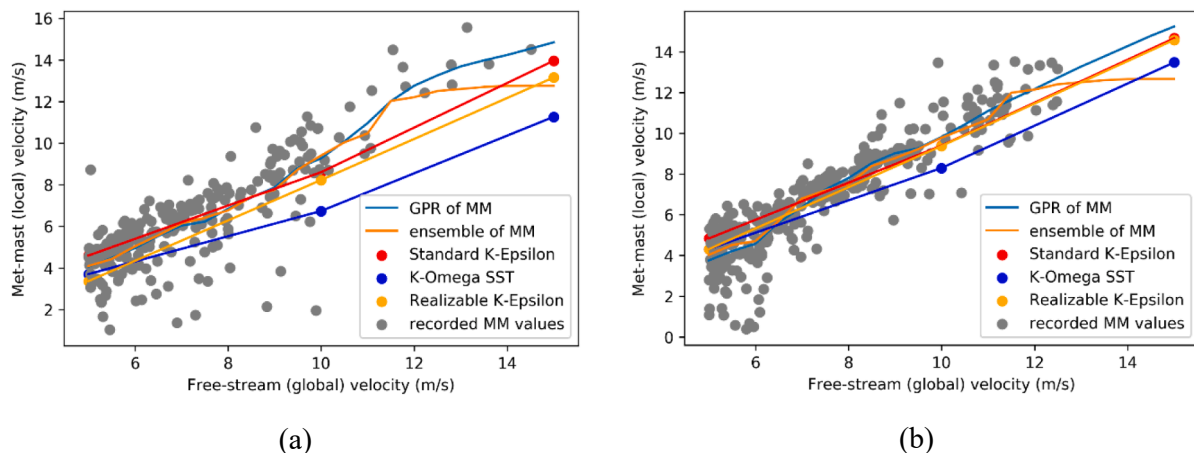 16
14
12
10
8
6
4
2
Met-mast (local) velocity (m/s)
GPR of MM
ensemble of MM
Standard K-Epsilon
K-Omega SST
Realizable K-Epsilon
recorded MM values
6 8 10 12 14
Free-stream (global) velocity (m/s)
(a)
14
12
10
8
6
4
2
0
Met-mast (local) velocity (m/s)
GPR of MM
ensemble of MM
Standard K-Epsilon
K-Omega SST
Realizable K-Epsilon
recorded MM values
6 8 10 12 14
Free-stream (global) velocity (m/s)
(b)